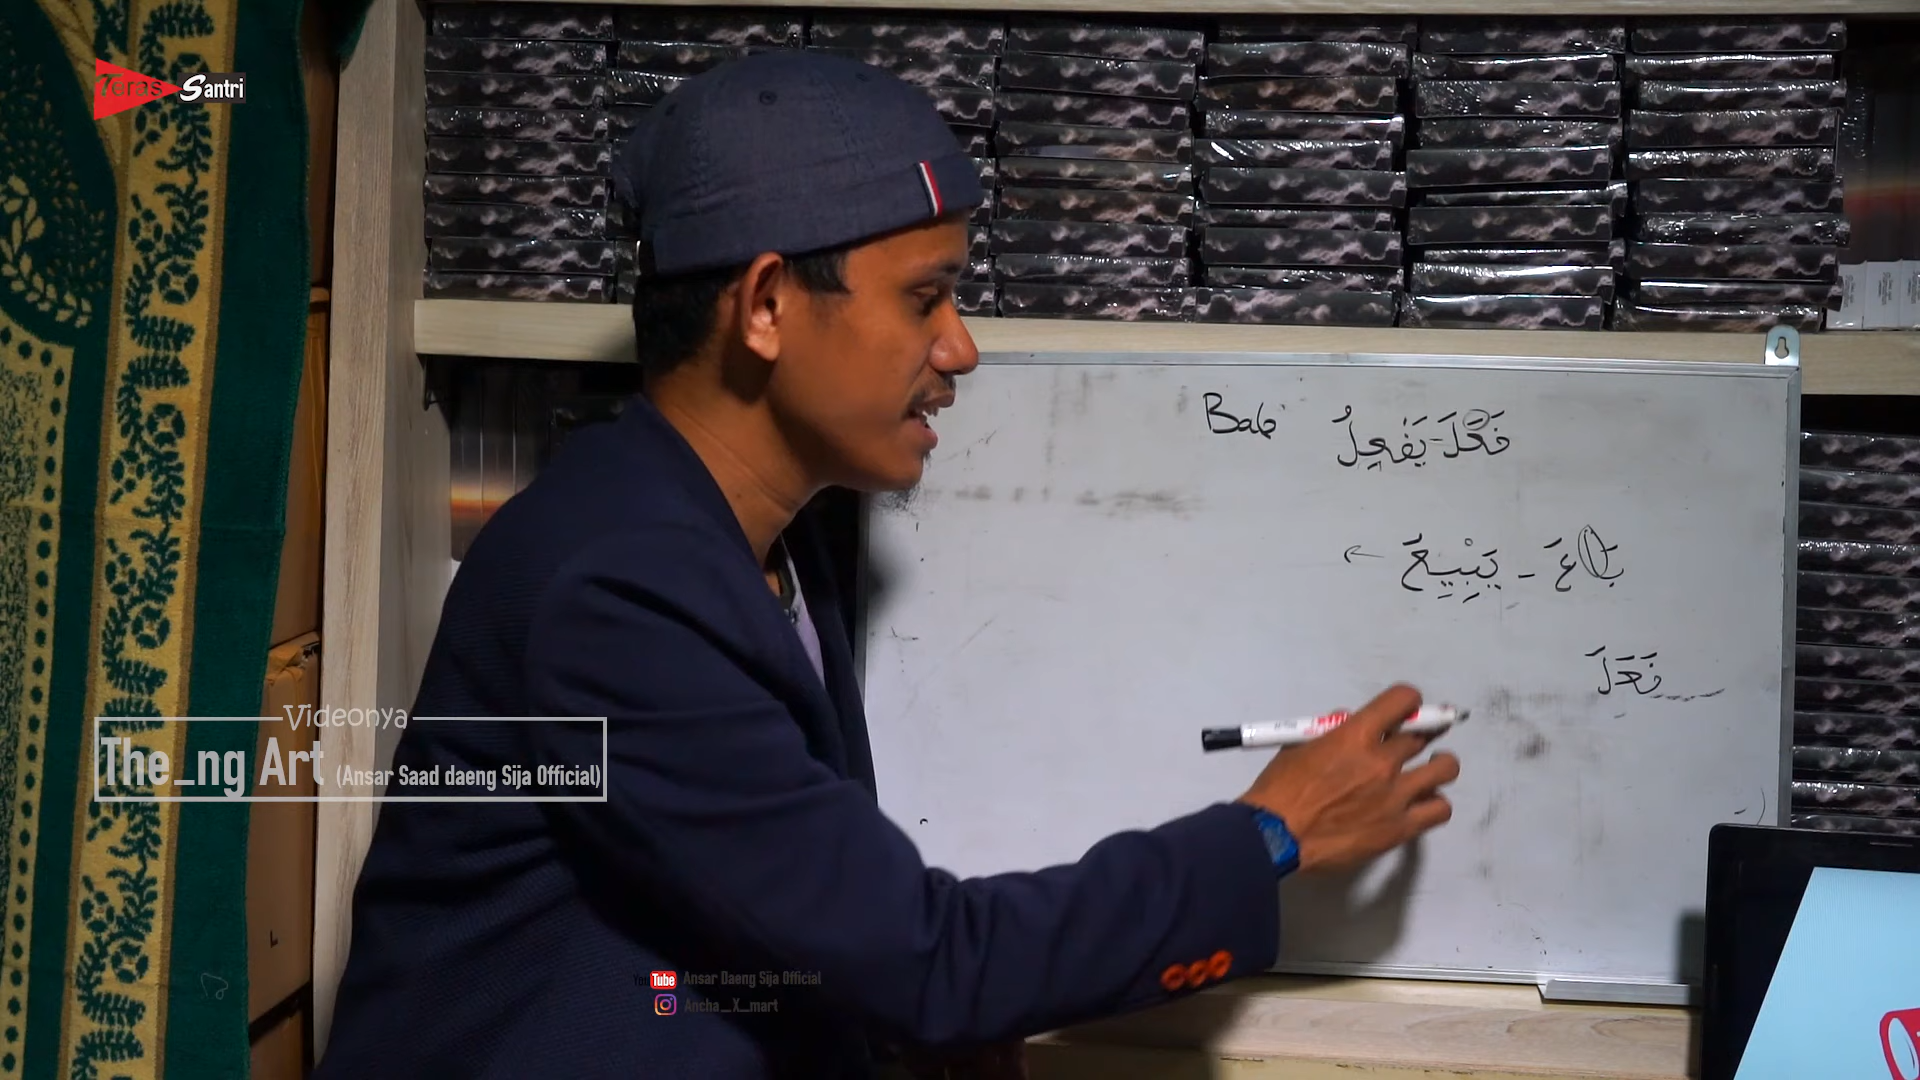 Teras Santri
Bab فَعَلَ - يَفْعِلُ
بَاعَ - يَبْيِعَ
فَعَلَ
Videonya
The_ng Art (Ansar Saad daeng Sija Official)
YouTube Ansar Daeng Sija Official
Ancha_X_mart